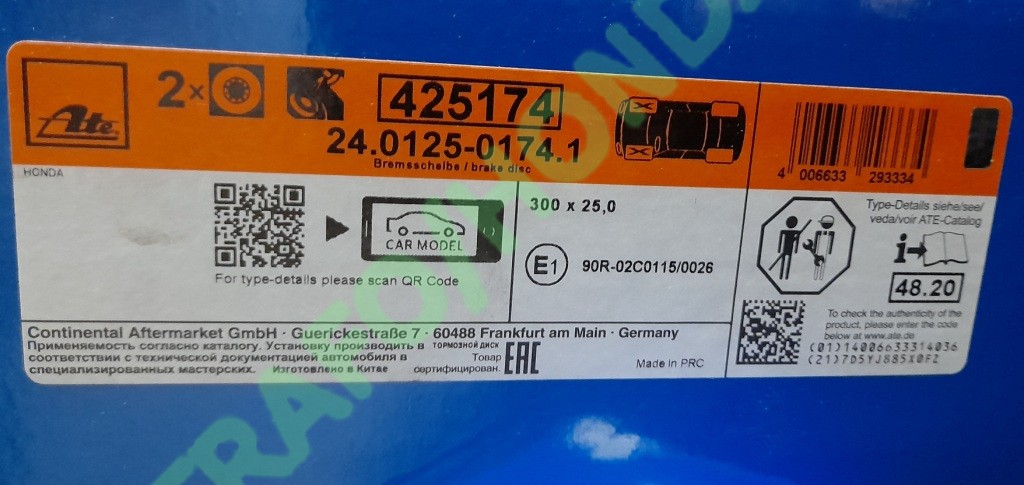 Ate
2x
425174
24.0125-0174.1
Bremsscheibe / brake disc
4 006633 293334
HONDA
CAR MODEL
For type-details please scan QR Code
300 x 25,0
E1
90R-02C0115/0026
Type-Details siehe/see/
veda/voir ATE-Catalog
i
48.20
To check the authenticity of the
product, please enter the code
below at www.ate.de
(01)14006633314036
(21)7D5YJ885X0F2
Continental Aftermarket GmbH · Guerickestraße 7 · 60488 Frankfurt am Main · Germany
Применяемость согласно каталогу. Установку производить в
соответствии с технической документацией автомобиля в
специализированных мастерских. Изготовлено в Китае
ТОРМОЗНОЙ ДИСК
Товар
сертифицирован.
EAC
Made in PRC
TRATOHONDA